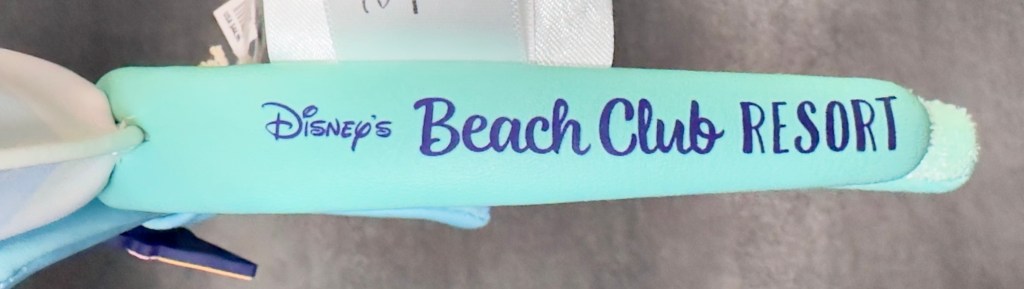 Disney's Beach Club RESORT